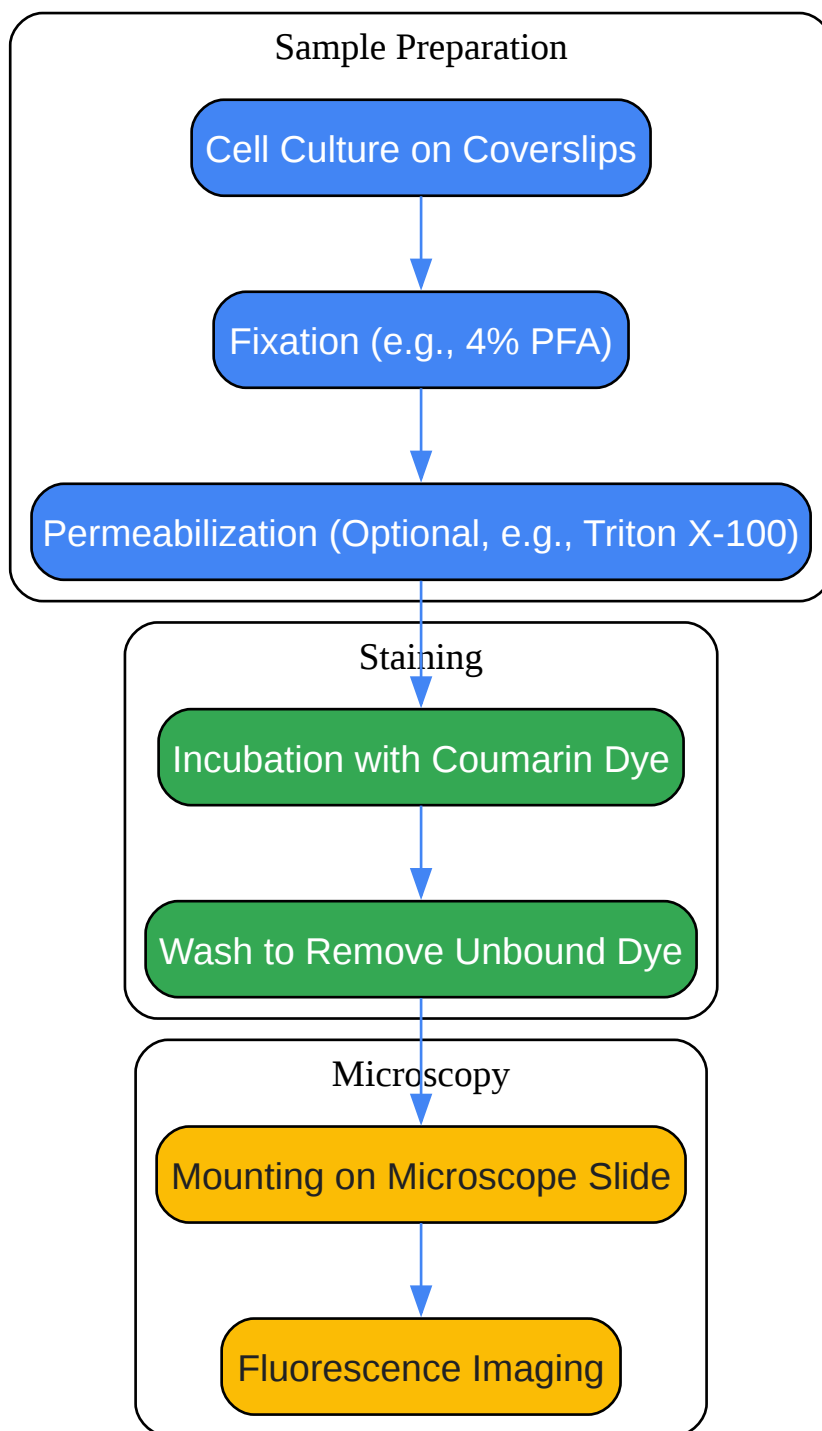 Sample Preparation
Cell Culture on Coverslips
Fixation (e.g., 4% PFA)
Permeabilization (Optional, e.g., Triton X-100)
Staining
Incubation with Coumarin Dye
Wash to Remove Unbound Dye
Microscopy
Mounting on Microscope Slide
Fluorescence Imaging